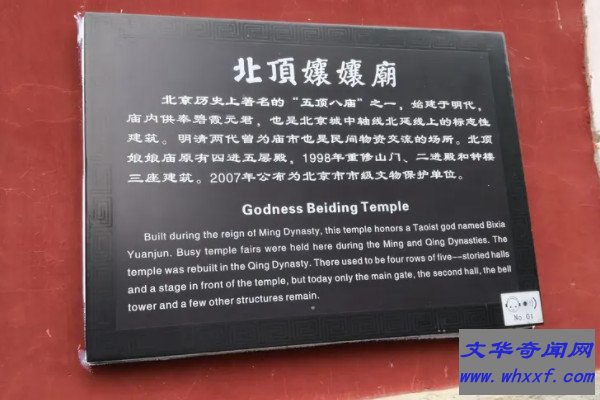 北頂孃孃廟
北京历史上著名的“五顶八庙”之一，始建于明代，
庙内供奉碧霞元君，也是北京城中轴线北延线上的标志性
建筑。明清两代曾为庙市也是民间物资交流的场所。北顶
娘娘庙原有四进五层殿，1998年重修山门、二进殿和钟楼
三座建筑。2007年公布为北京市市级文物保护单位。
Godness Beiding Temple
Built during the reign of Ming Dynasty, this temple honors a Taoist god named Bixia
Yuanjun. Busy temple fairs were held here during the Ming and Qing Dynasties. The
temple was rebuilt in the Qing Dynasty. There used to be four rows of five--storied halls
and a stage in front of the temple, but today only the main gate, the second hall, the bell
tower and a few other structures remain.
No.01
文华奇闻网
www.whxxf.com